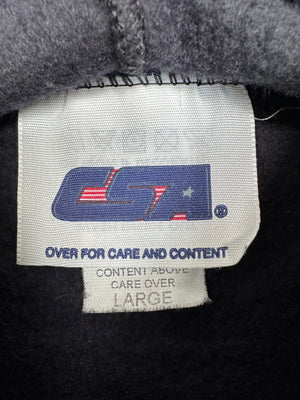 CSA®
OVER FOR CARE AND CONTENT
CONTENT ABOVE
CARE OVER
LARGE